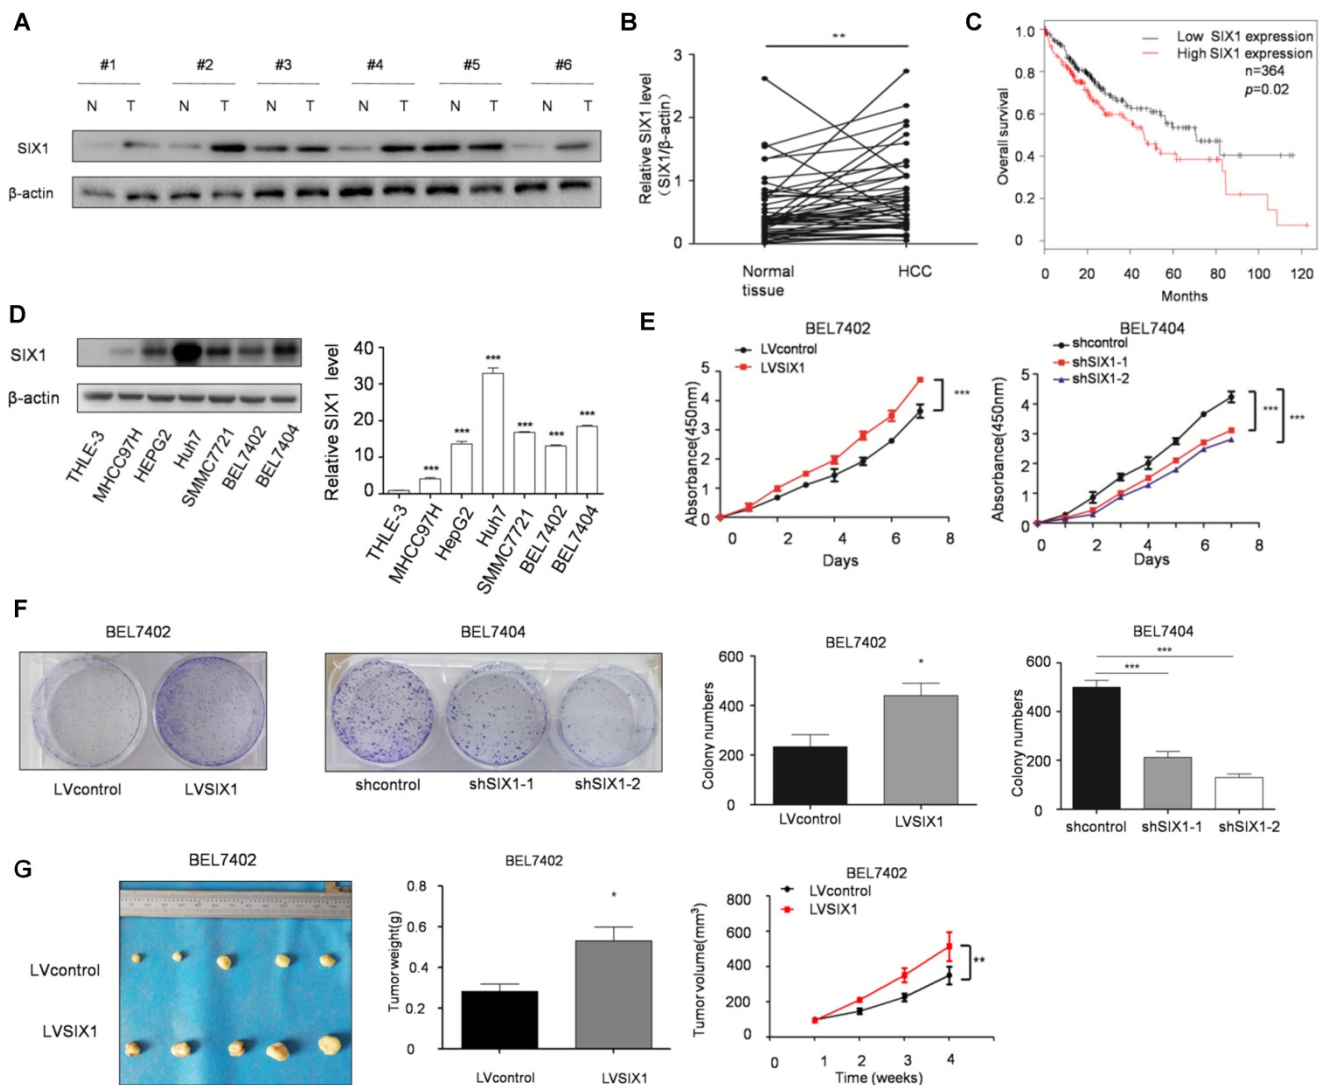 A
#1 #2 #3 #4 #5 #6
N T N T N T N T N T N T
SIX1
β-actin
B
**
3
2
1
0
Relative SIX1 level
(SIX1/β-actin)
Normal
tissue
HCC
C
Low SIX1 expression
High SIX1 expression
n=364
p=0.02
1.0
0.8
0.6
0.4
0.2
0
Overall survival
0 20 40 60 80 100 120
Months
D
SIX1
β-actin
THLE-3
MHCC97H
HEPG2
Huh7
SMMC7721
BEL7402
BEL7404
Relative SIX1 level
40
30
20
10
0
*** *** *** *** *** ***
THLE-3
MHCC97H
HepG2
Huh7
SMMC7721
BEL7402
BEL7404
E
BEL7402
LVcontrol
LVSIX1
Absorbance(450nm)
5
4
3
2
1
0
***
0 2 4 6 8
Days
BEL7404
shcontrol
shSIX1-1
shSIX1-2
Absorbance(450nm)
5
4
3
2
1
0
*** ***
0 2 4 6 8
Days
F
BEL7402
LVcontrol LVSIX1
BEL7404
shcontrol shSIX1-1 shSIX1-2
BEL7402
Colony numbers
600
400
200
0
*
LVcontrol LVSIX1
BEL7404
Colony numbers
600
400
200
0
***
***
shcontrol shSIX1-1 shSIX1-2
G
BEL7402
LVcontrol
LVSIX1
BEL7402
Tumor weight(g)
0.8
0.6
0.4
0.2
0
*
LVcontrol LVSIX1
BEL7402
LVcontrol
LVSIX1
Tumor volume(mm³)
800
600
400
200
0
**
0 1 2 3 4
Time (weeks)